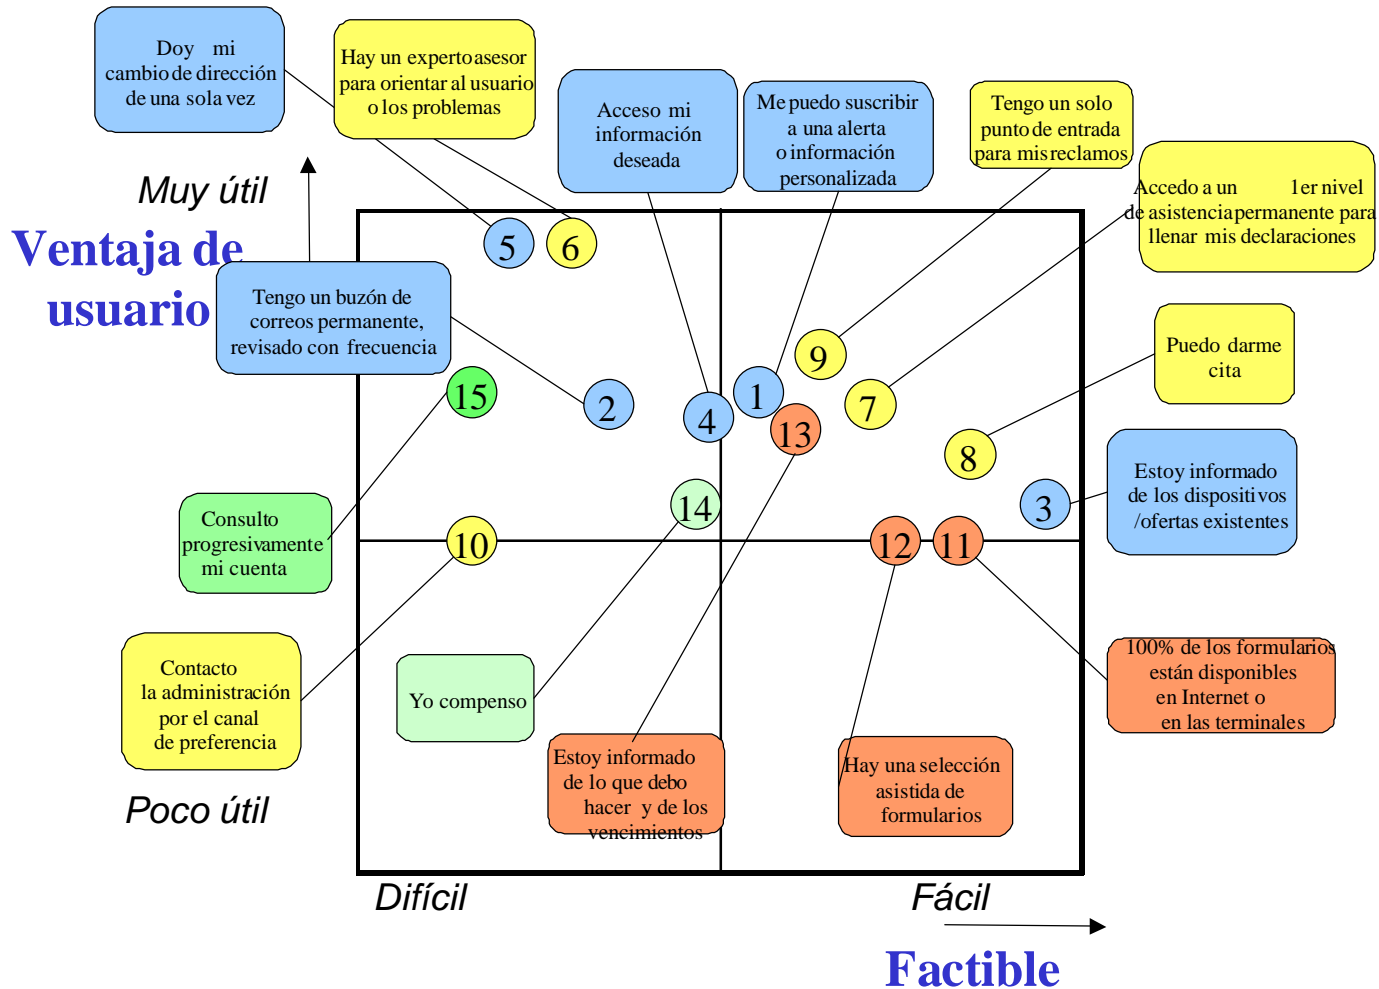 Doy mi
cambio de dirección
de una sola vez
Hay un experto asesor
para orientar al usuario
o los problemas
Acceso mi
información
deseada
Me puedo suscribir
a una alerta
o información
personalizada
Tengo un solo
punto de entrada
para mis reclamos
Accedo a un 1er nivel
de asistencia permanente para
llenar mis declaraciones
Muy útil
Ventaja de
usuario
Tengo un buzón de
correos permanente,
revisado con frecuencia
5
6
9
1
7
15
2
4
13
8
3
14
10
12
11
Puedo darme
cita
Estoy informado
de los dispositivos
/ofertas existentes
Consulto
progresivamente
mi cuenta
Contacto
la administración
por el canal
de preferencia
Yo compenso
Estoy informado
de lo que debo
hacer y de los
vencimientos
Hay una selección
asistida de
formularios
100% de los formularios
están disponibles
en Internet o
en las terminales
Poco útil
Difícil
Fácil
Factible